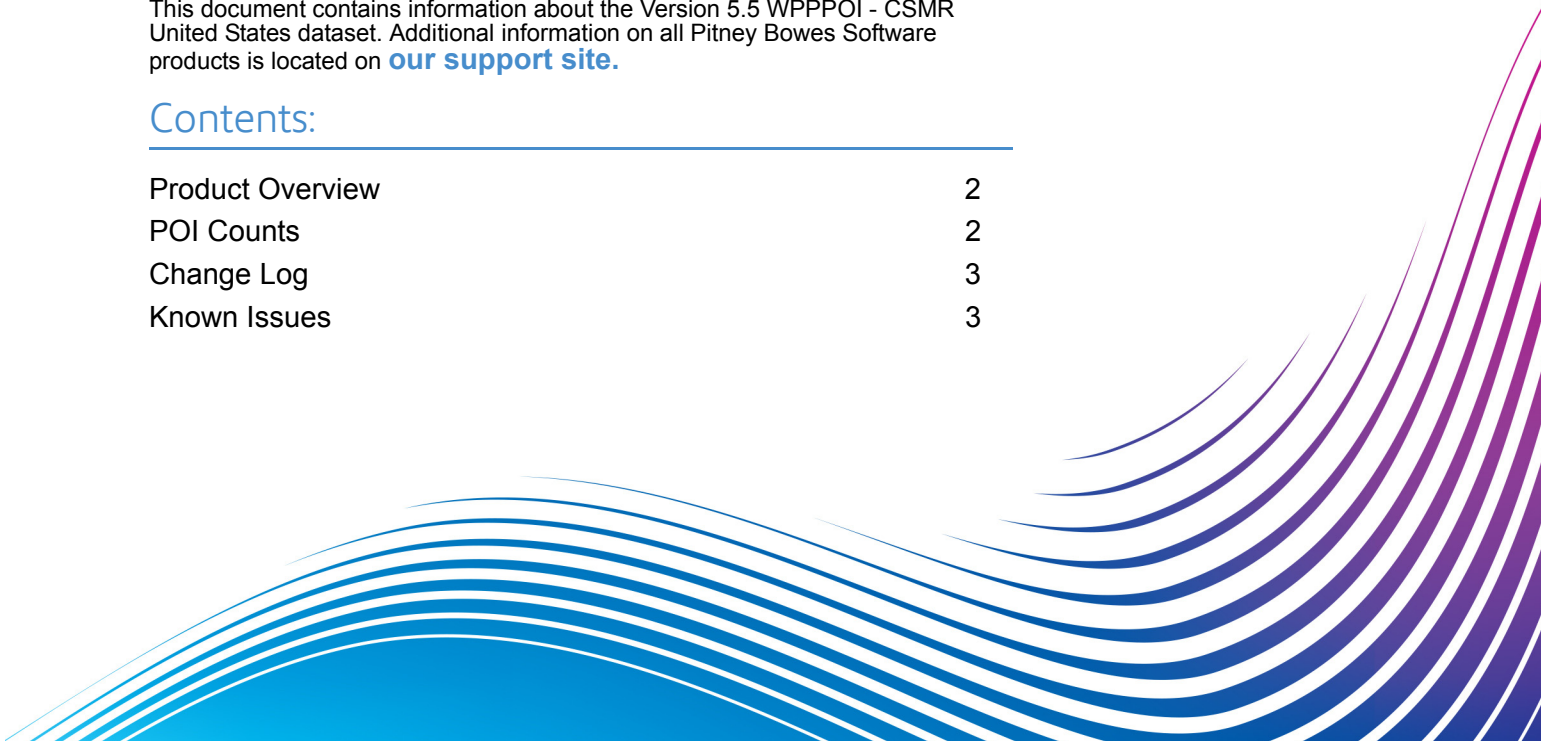 This document contains information about the Version 5.5 WPPPOI - CSMR
United States dataset. Additional information on all Pitney Bowes Software
products is located on our support site.
Contents:
Product Overview 2
POI Counts 2
Change Log 3
Known Issues 3